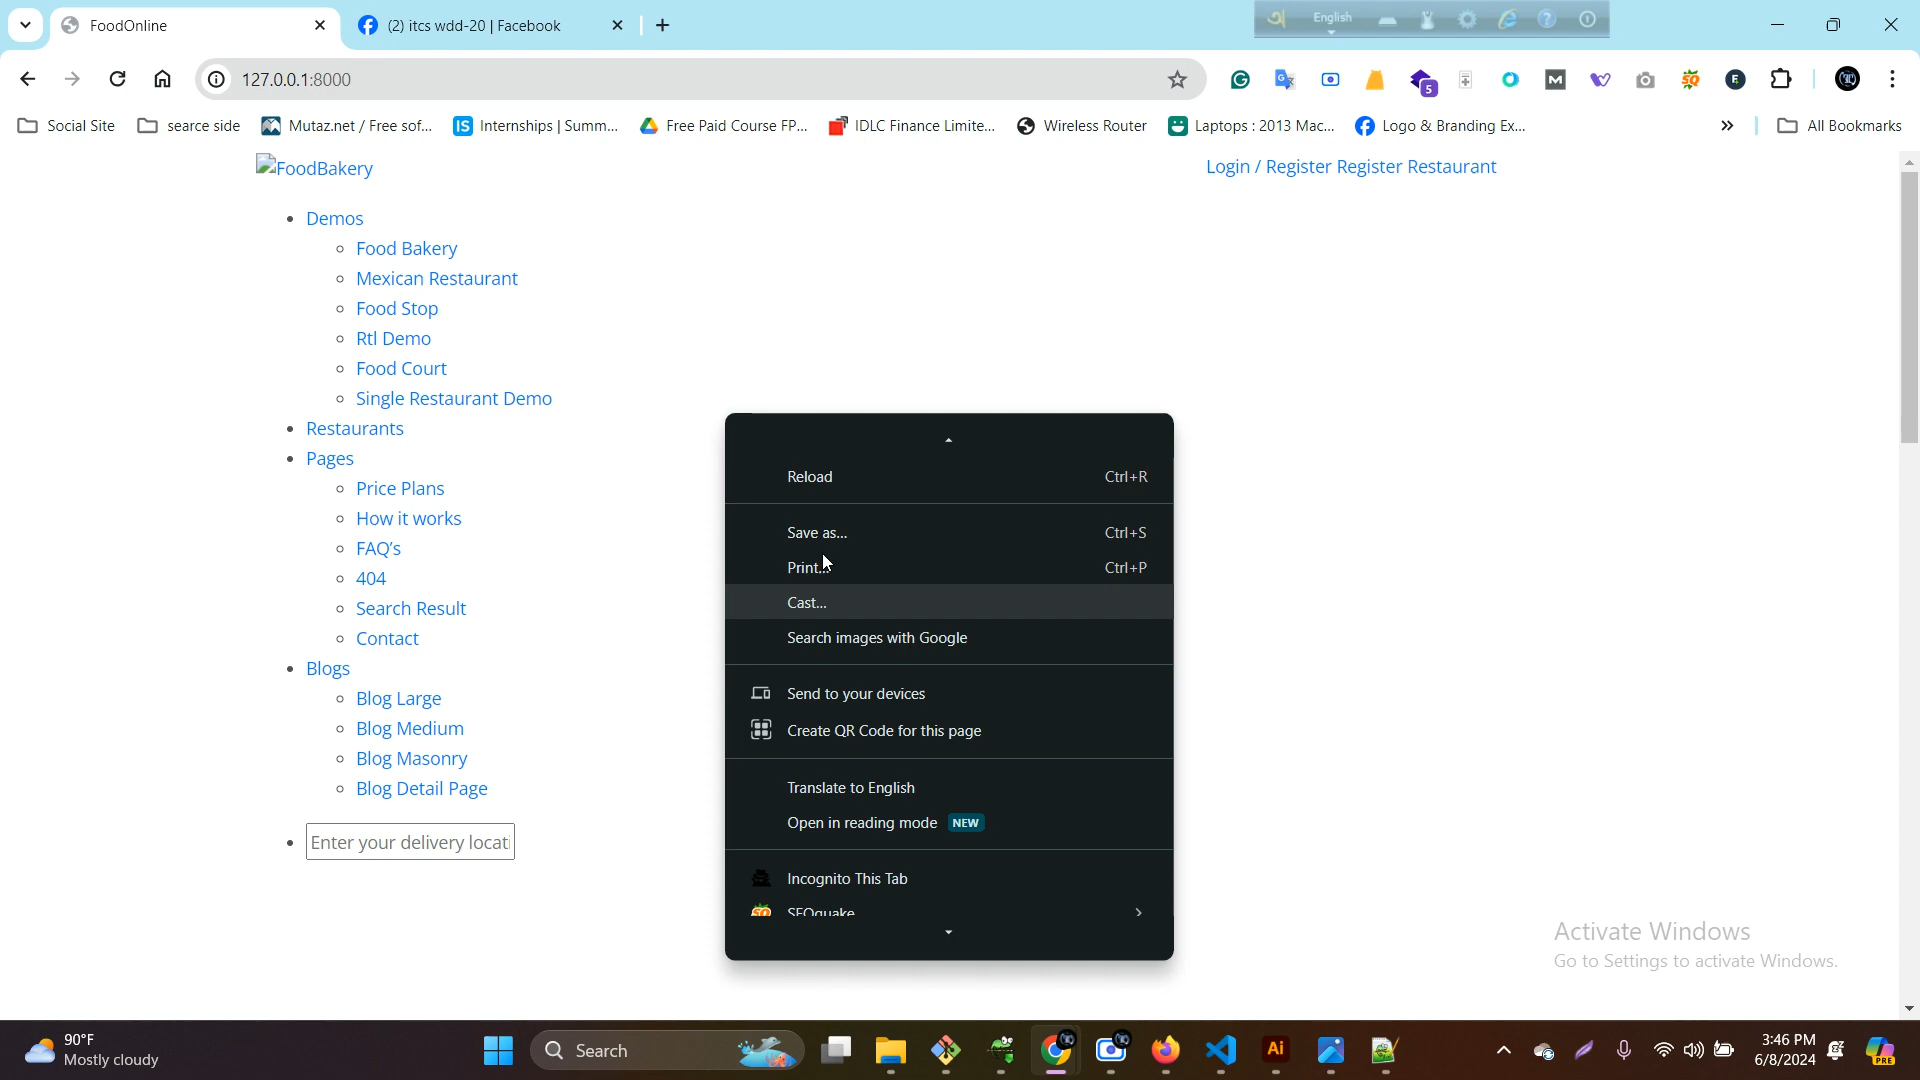 FoodOnline
(2) itcs wdd-20 | Facebook
English
127.0.0.1:8000
5
Social Site
searce side
Mutaz.net / Free sof...
IS Internships | Summ...
Free Paid Course FP...
IDLC Finance Limite...
Wireless Router
Laptops : 2013 Mac...
Logo & Branding Ex...
All Bookmarks
FoodBakery
Login / Register Register Restaurant
Demos
Food Bakery
Mexican Restaurant
Food Stop
Rtl Demo
Food Court
Single Restaurant Demo
Restaurants
Pages
Price Plans
How it works
FAQ's
404
Search Result
Contact
Blogs
Blog Large
Blog Medium
Blog Masonry
Blog Detail Page
Enter your delivery locati
Reload Ctrl+R
Save as... Ctrl+S
Print... Ctrl+P
Cast...
Search images with Google
Send to your devices
Create QR Code for this page
Translate to English
Open in reading mode NEW
Incognito This Tab
SEOquake
Activate Windows
Go to Settings to activate Windows.
90°F
Mostly cloudy
Search
Ai
3:46 PM
6/8/2024
PRE